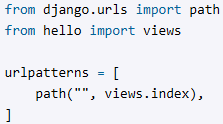 from django.urls import path
from hello import views

urlpatterns = [
    path("", views.index),
]